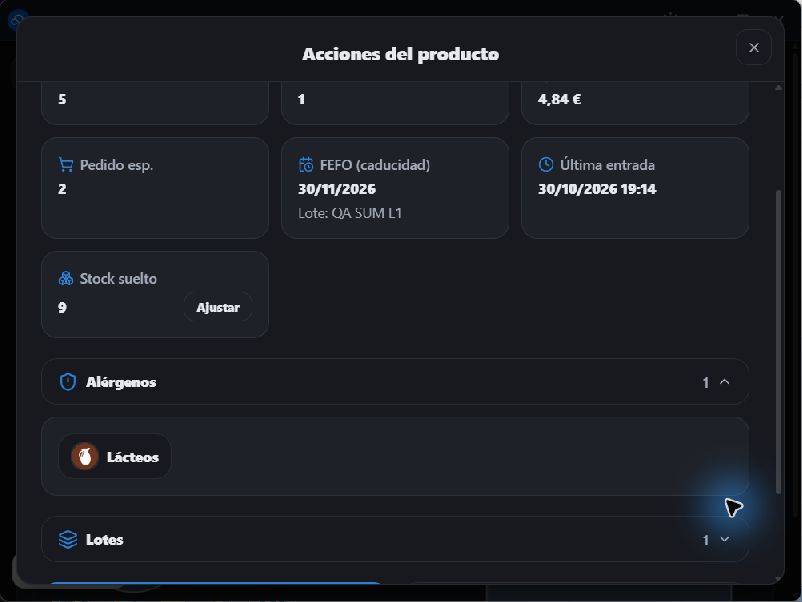 Acciones del producto
5
1
4,84 €
Pedido esp.
2
FEFO (caducidad)
30/11/2026
Lote: QA SUM L1
Última entrada
30/10/2026 19:14
Stock suelto
9
Ajustar
Alérgenos
1
Lácteos
Lotes
1